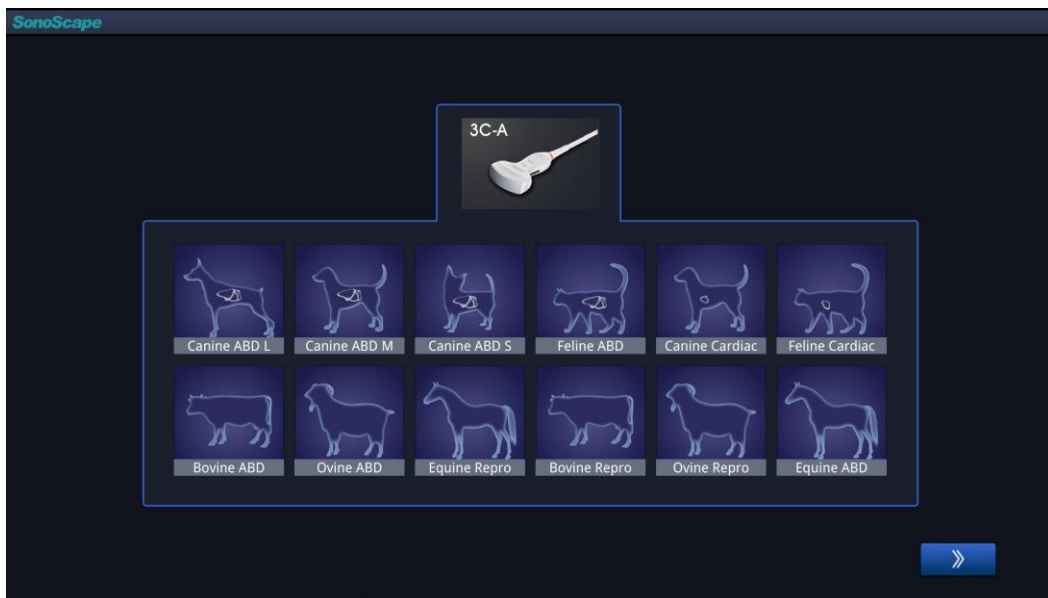 SonoScape
3C-A
Canine ABD L
Canine ABD M
Canine ABD S
Feline ABD
Canine Cardiac
Feline Cardiac
Bovine ABD
Ovine ABD
Equine Repro
Bovine Repro
Ovine Repro
Equine ABD